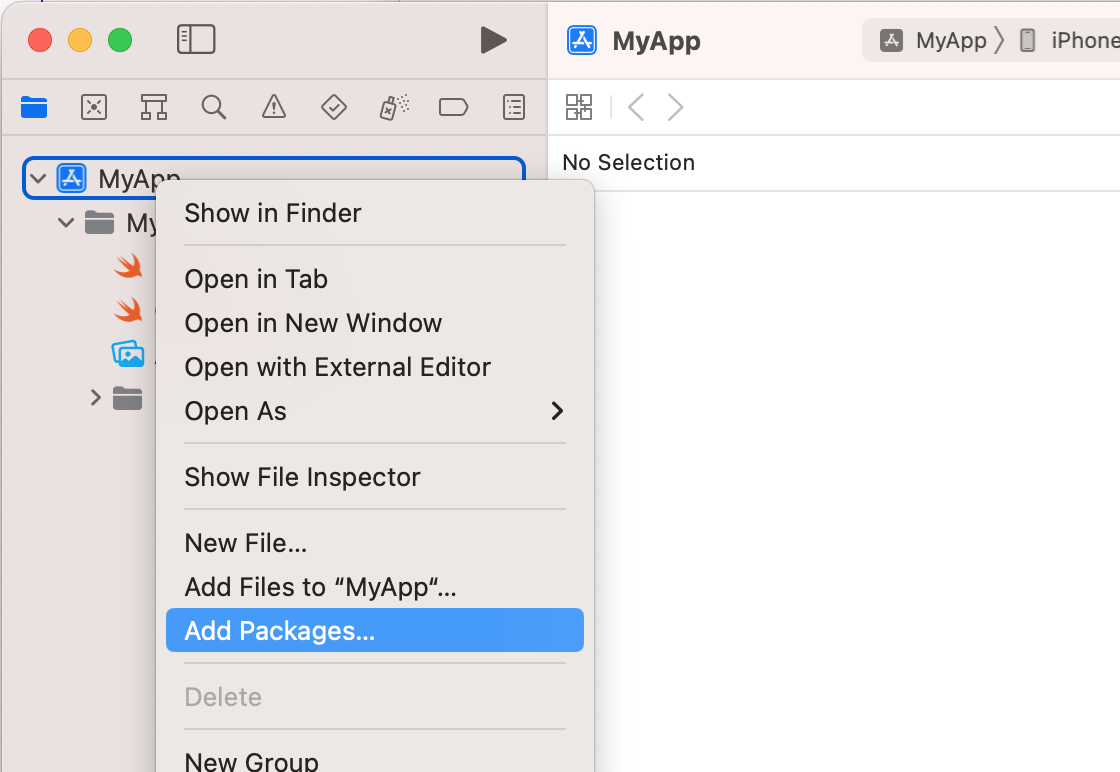 MyApp
MyApp
iPhone
No Selection
MyApp
My
Show in Finder
Open in Tab
Open in New Window
Open with External Editor
Open As
Show File Inspector
New File...
Add Files to “MyApp“...
Add Packages...
Delete
New Group